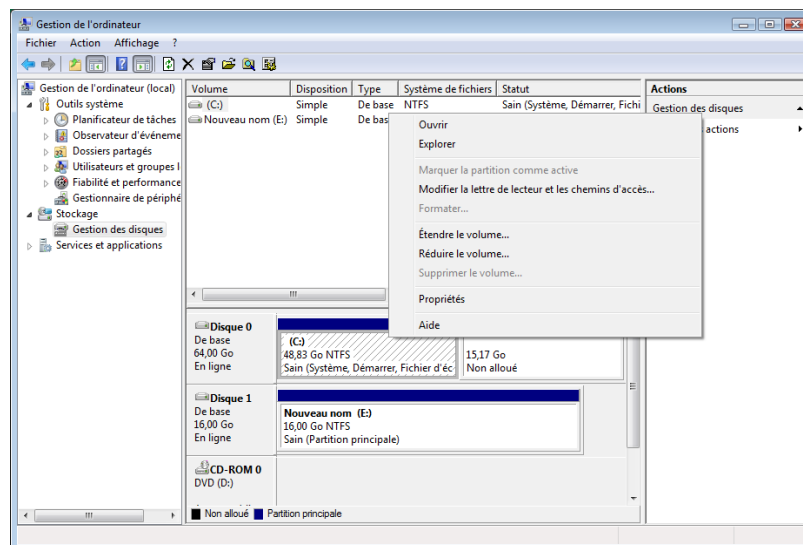 Gestion de l'ordinateur
Fichier Action Affichage ?
Gestion de l'ordinateur (local)
Outils système
Planificateur de tâches
Observateur d'événeme
Dossiers partagés
Utilisateurs et groupes l
Fiabilité et performance
Gestionnaire de périphé
Stockage
Gestion des disques
Services et applications
Volume Disposition Type Système de fichiers Statut
(C:) Simple De base NTFS Sain (Système, Démarrer, Fichi
Nouveau nom (E:) Simple De bas
Ouvrir
Explorer
Marquer la partition comme active
Modifier la lettre de lecteur et les chemins d'accès...
Formater...
Étendre le volume...
Réduire le volume...
Supprimer le volume...
Propriétés
Aide
Actions
Gestion des disques
actions
Disque 0
De base
64,00 Go
En ligne
(C:)
48,83 Go NTFS
Sain (Système, Démarrer, Fichier d'éc
15,17 Go
Non alloué
Disque 1
De base
16,00 Go
En ligne
Nouveau nom (E:)
16,00 Go NTFS
Sain (Partition principale)
CD-ROM 0
DVD (D:)
Non alloué Partition principale